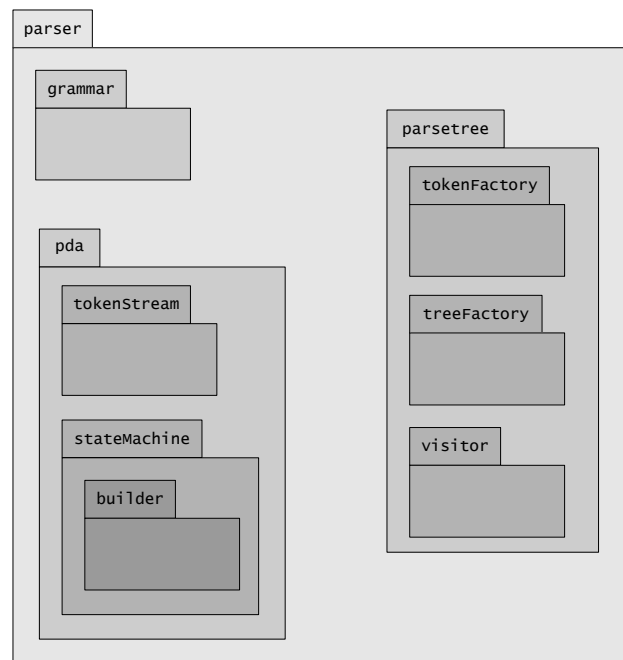 parser
grammar
pda
tokenStream
stateMachine
builder
parsetree
tokenFactory
treeFactory
visitor